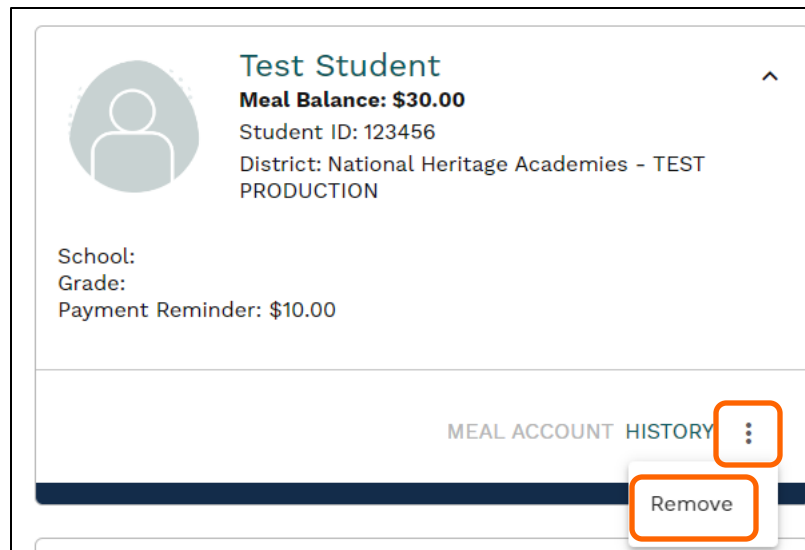 Test Student
Meal Balance: $30.00
Student ID: 123456
District: National Heritage Academies - TEST
PRODUCTION
School:
Grade:
Payment Reminder: $10.00
MEAL ACCOUNT HISTORY
Remove